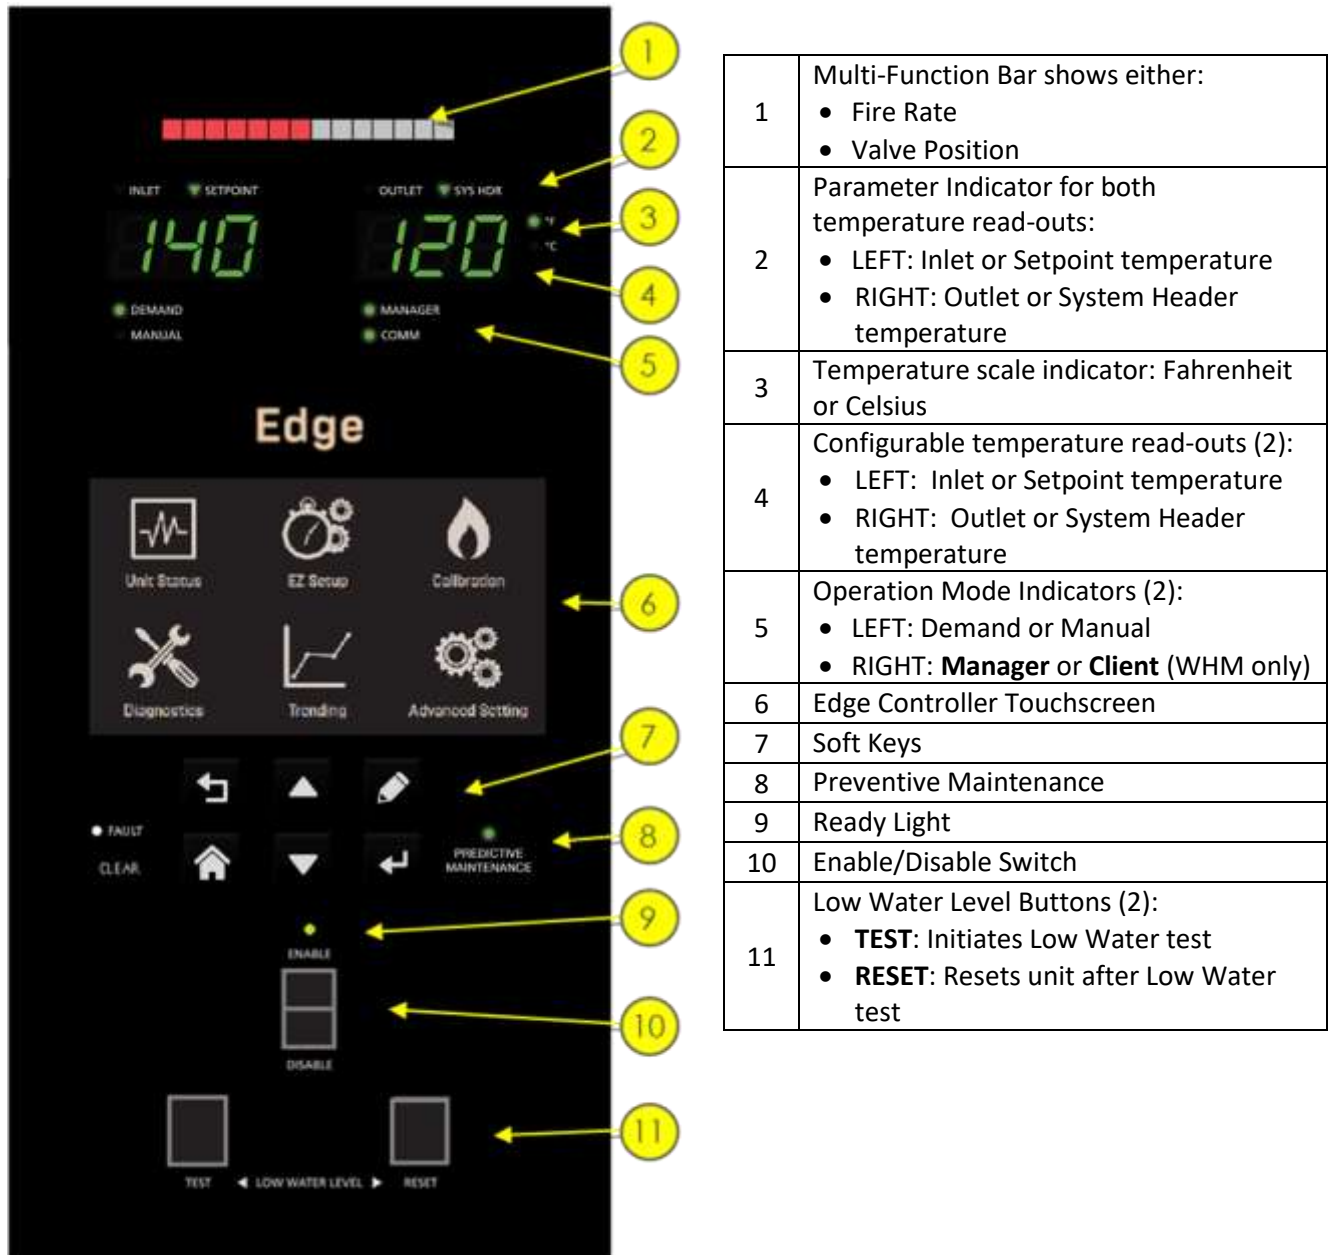 1
2
INLET SETPOINT OUTLET SYS HDR
140 120 °F
°C
3
4
DEMAND MANAGER
MANUAL COMM
5
Edge
Unit Status EZ Setup Calibration
6
Diagnostics Trending Advanced Setting
7
FAULT
CLEAR
PREDICTIVE
MAINTENANCE
8
9
ENABLE
10
DISABLE
11
TEST ◄ LOW WATER LEVEL ► RESET
1
Multi-Function Bar shows either:
• Fire Rate
• Valve Position
2
Parameter Indicator for both
temperature read-outs:
• LEFT: Inlet or Setpoint temperature
• RIGHT: Outlet or System Header
temperature
3
Temperature scale indicator: Fahrenheit
or Celsius
4
Configurable temperature read-outs (2):
• LEFT: Inlet or Setpoint temperature
• RIGHT: Outlet or System Header
temperature
5
Operation Mode Indicators (2):
• LEFT: Demand or Manual
• RIGHT: Manager or Client (WHM only)
6 Edge Controller Touchscreen
7 Soft Keys
8 Preventive Maintenance
9 Ready Light
10 Enable/Disable Switch
11
Low Water Level Buttons (2):
• TEST: Initiates Low Water test
• RESET: Resets unit after Low Water
test